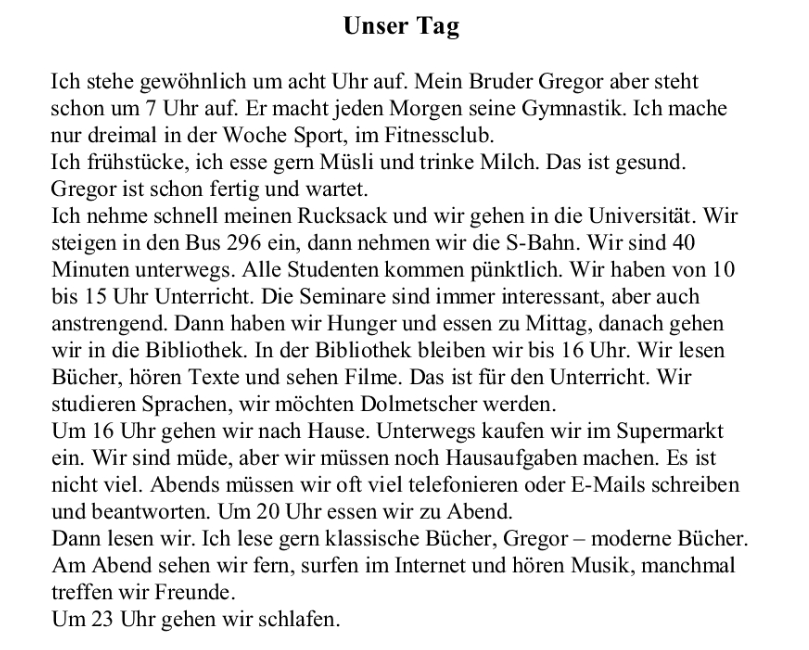 Unser Tag
Ich stehe gewöhnlich um acht Uhr auf. Mein Bruder Gregor aber steht
schon um 7 Uhr auf. Er macht jeden Morgen seine Gymnastik. Ich mache
nur dreimal in der Woche Sport, im Fitnessclub.
Ich frühstücke, ich esse gern Müsli und trinke Milch. Das ist gesund.
Gregor ist schon fertig und wartet.
Ich nehme schnell meinen Rucksack und wir gehen in die Universität. Wir
steigen in den Bus 296 ein, dann nehmen wir die S-Bahn. Wir sind 40
Minuten unterwegs. Alle Studenten kommen pünktlich. Wir haben von 10
bis 15 Uhr Unterricht. Die Seminare sind immer interessant, aber auch
anstrengend. Dann haben wir Hunger und essen zu Mittag, danach gehen
wir in die Bibliothek. In der Bibliothek bleiben wir bis 16 Uhr. Wir lesen
Bücher, hören Texte und sehen Filme. Das ist für den Unterricht. Wir
studieren Sprachen, wir möchten Dolmetscher werden.
Um 16 Uhr gehen wir nach Hause. Unterwegs kaufen wir im Supermarkt
ein. Wir sind müde, aber wir müssen noch Hausaufgaben machen. Es ist
nicht viel. Abends müssen wir oft viel telefonieren oder E-Mails schreiben
und beantworten. Um 20 Uhr essen wir zu Abend.
Dann lesen wir. Ich lese gern klassische Bücher, Gregor – moderne Bücher.
Am Abend sehen wir fern, surfen im Internet und hören Musik, manchmal
treffen wir Freunde.
Um 23 Uhr gehen wir schlafen.